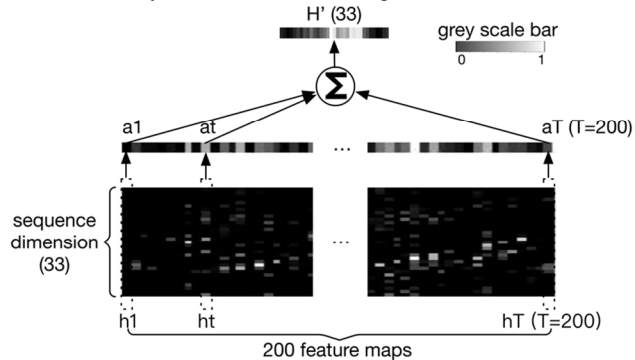 H' (33)
grey scale bar
0 1
Σ
a1 at aT (T=200)
...
sequence
dimension
(33)
...
h1 ht hT (T=200)
200 feature maps